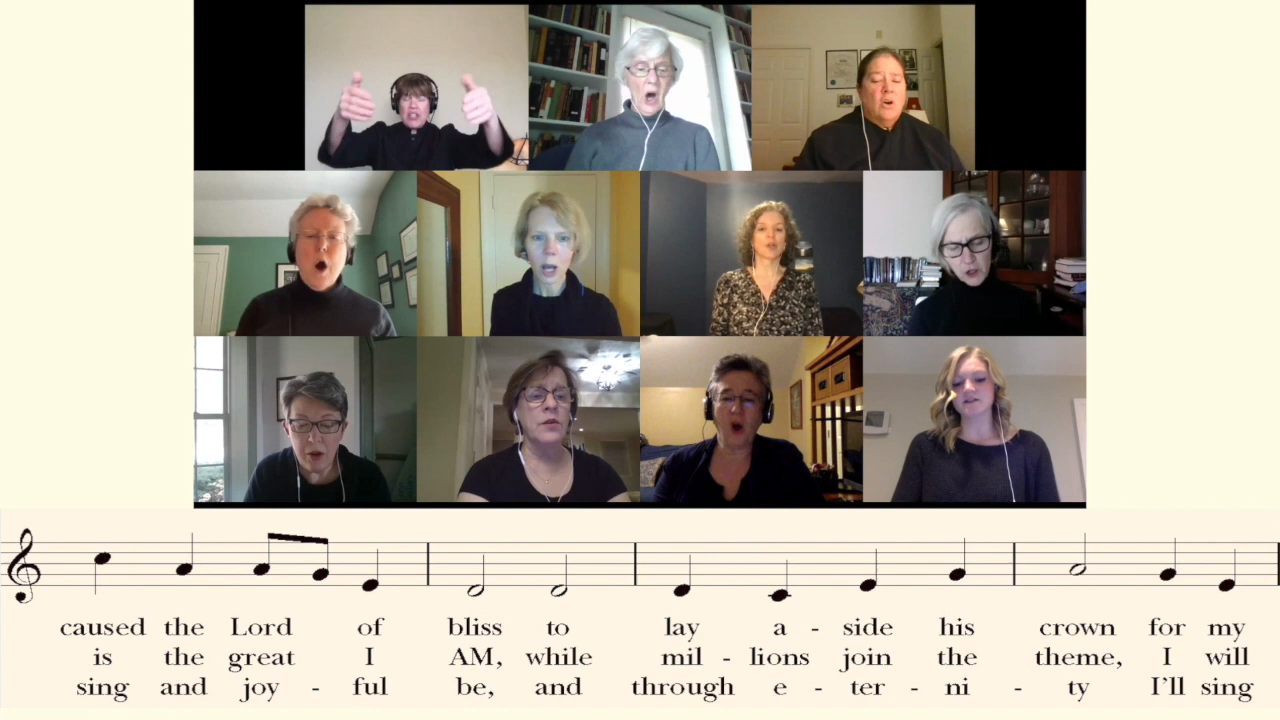 caused the Lord of bliss to lay a - side his crown for my
is the great I AM, while mil - lions join the theme, I will
sing and joy - ful be, and through e - ter - ni - ty I'll sing